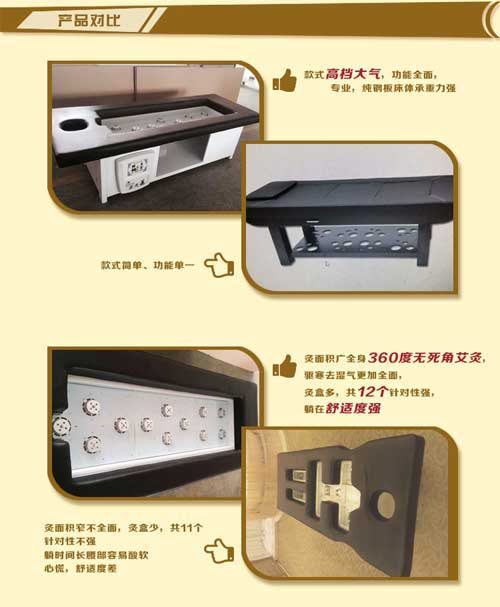 产品对比
款式高档大气，功能全面，
专业，纯钢板床体承重力强
款式简单、功能单一
灸面积广全身360度无死角艾灸，
驱寒去湿气更加全面，
灸盒多，共12个针对性强，
躺在舒适度强
灸面积窄不全面，灸盒少，共11个
针对性不强
躺时间长腰部容易酸软
心慌，舒适度差